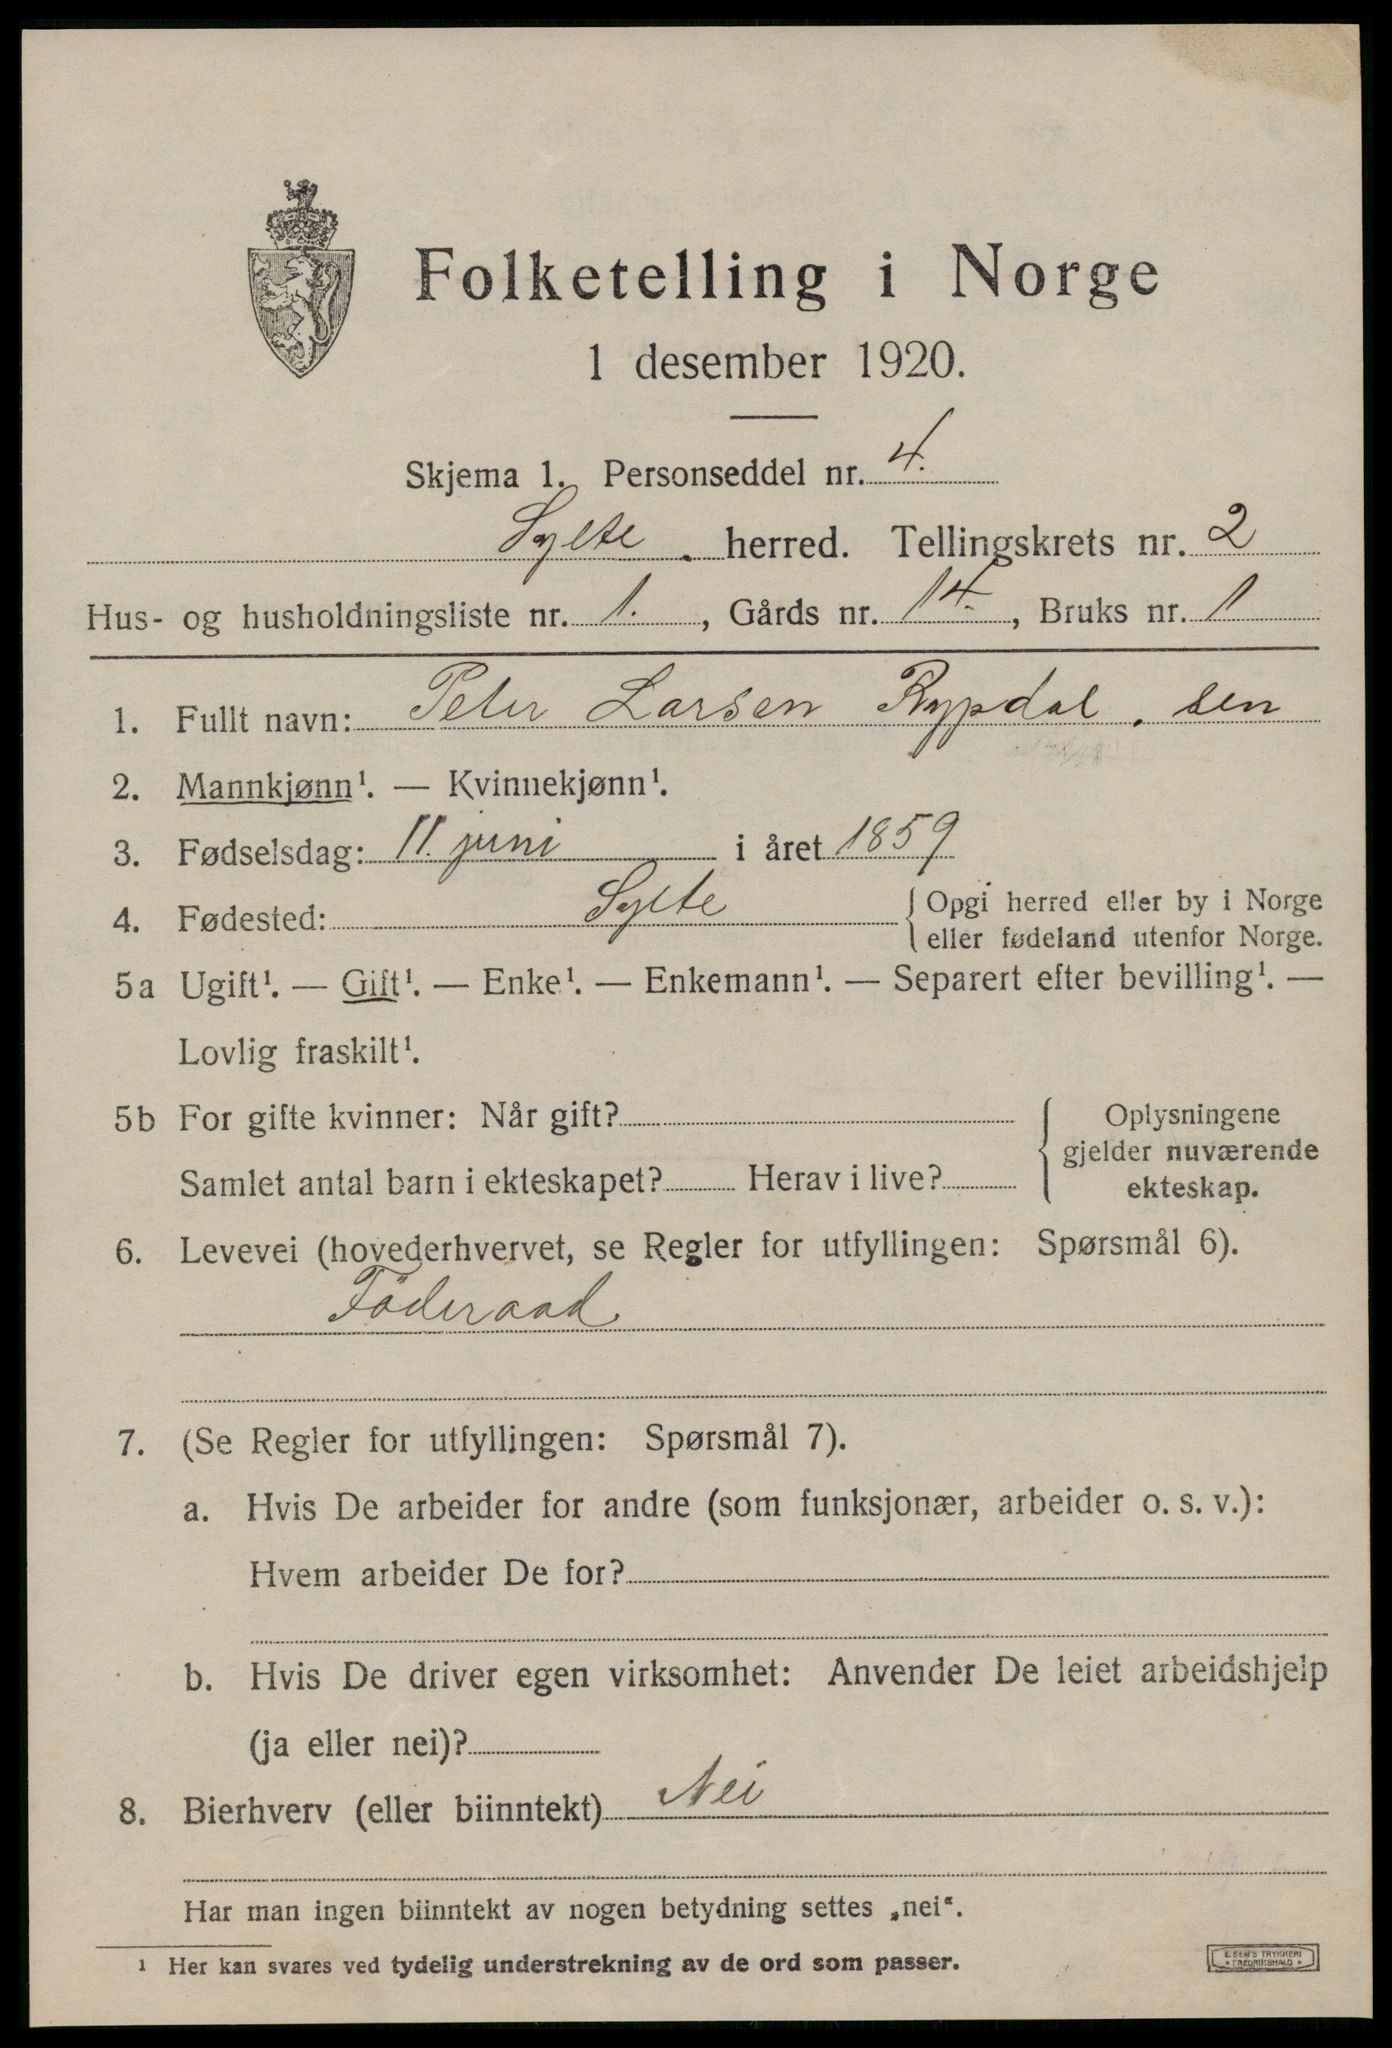 Folketelling i Norge
1 desember 1920.
Skjema 1. Personseddel nr. 4.
Sylte. herred. Tellingskrets nr. 2
Hus- og husholdningsliste nr. 1. , Gårds nr. 14. , Bruks nr. 1
1. Fullt navn: Peter Larsen Rypdal. sen
2. Mannkjønn¹. — Kvinnekjønn¹.
3. Fødselsdag: 11. juni i året 1859
4. Fødested: Sylte { Opgi herred eller by i Norge
eller fødeland utenfor Norge.
5a Ugift¹. — Gift¹. — Enke¹. — Enkemann¹. — Separert efter bevilling¹. —
Lovlig fraskilt¹.
5b For gifte kvinner: Når gift? { Oplysningene
gjelder nuværende
Samlet antal barn i ekteskapet? Herav i live? ekteskap.
6. Levevei (hovederhvervet, se Regler for utfyllingen: Spørsmål 6).
Föderaad
7. (Se Regler for utfyllingen: Spørsmål 7).
a. Hvis De arbeider for andre (som funksjonær, arbeider o. s. v.):
Hvem arbeider De for?
b. Hvis De driver egen virksomhet: Anvender De leiet arbeidshjelp
(ja eller nei)?
8. Bierhverv (eller biinntekt) Nei
Har man ingen biinntekt av nogen betydning settes „nei“.
¹ Her kan svares ved tydelig understrekning av de ord som passer.
E. SEM'S TRYKKERI
* FREDRIKSHALD *